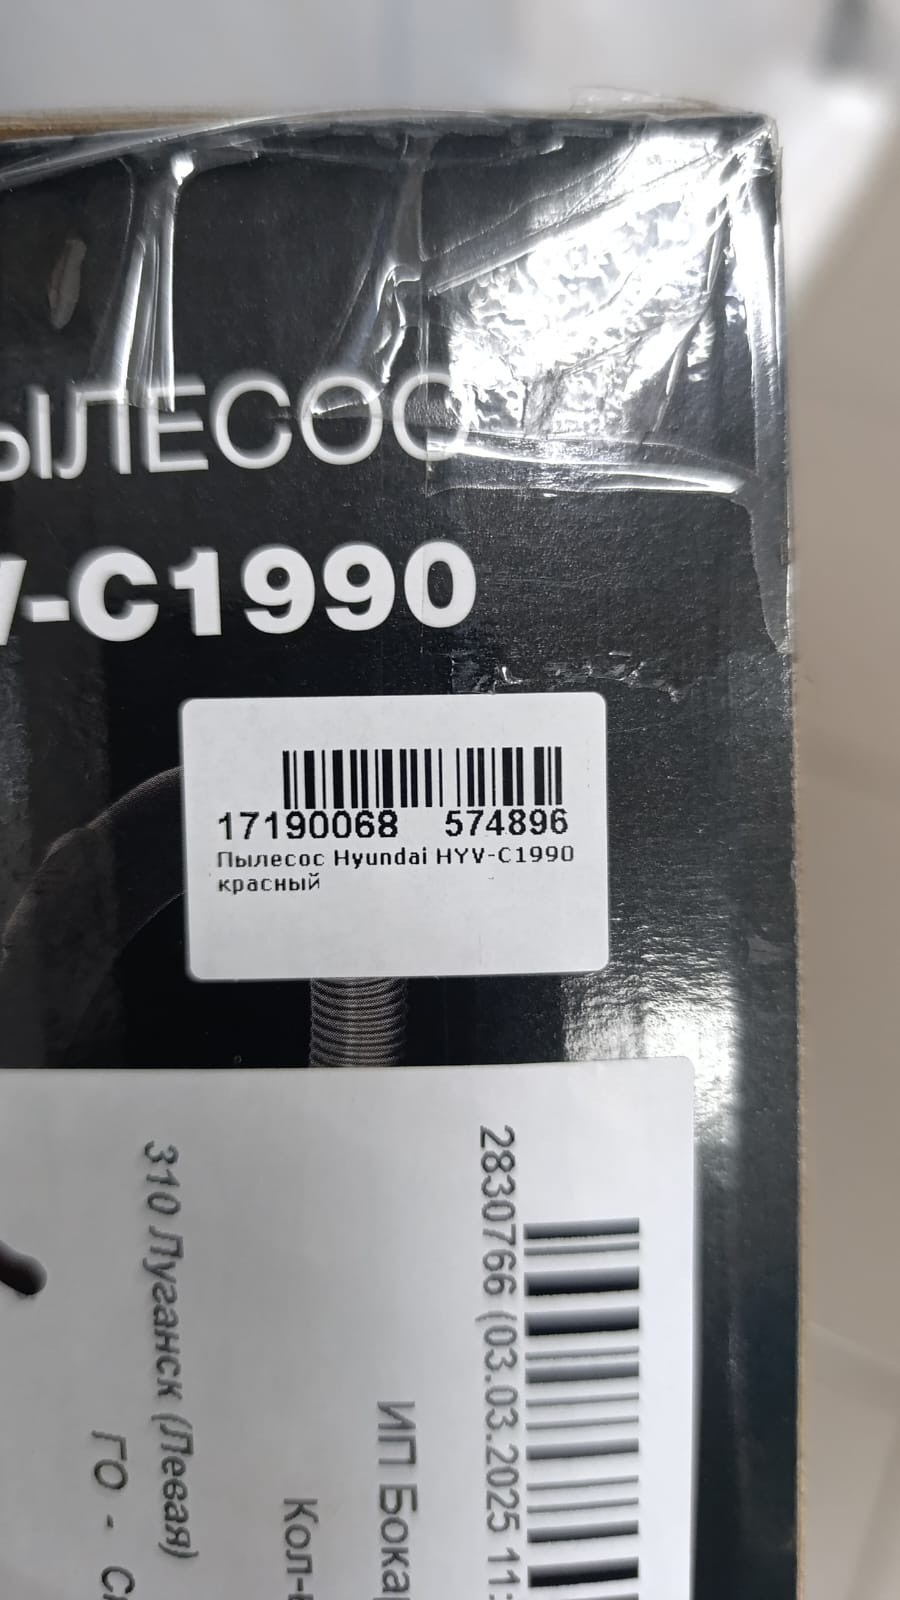 ЫЛЕСОС
V-C1990
17190068 574896
Пылесос Hyundai HYV-C1990
красный
2830766 (03.03.2025 11:
ИП Бока
Кол-
310 Луганск (Левая)
ГО - С